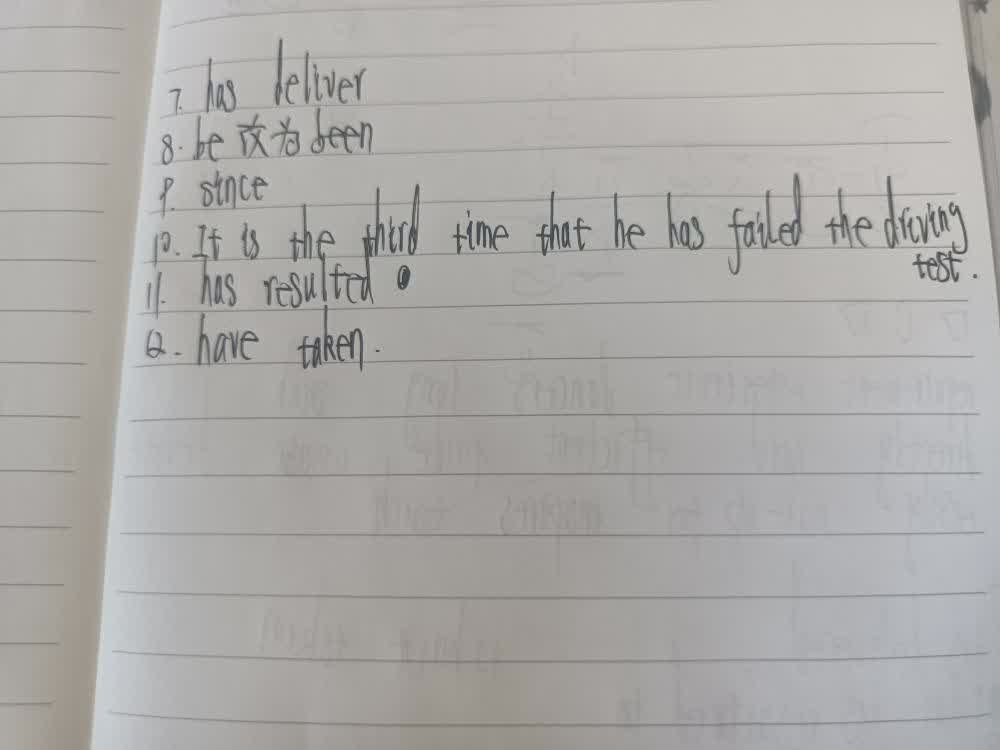 7. has deliver
8. be 改为 been
9. since
10. It is the third time that he has failed the driving
test.
11. has resulted
12. have taken.